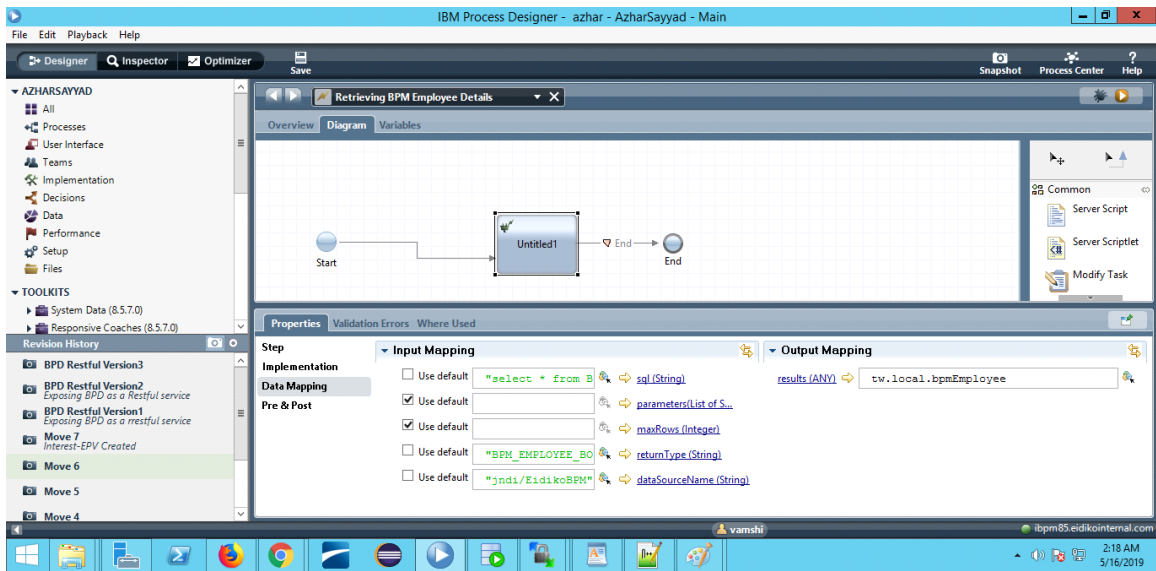 IBM Process Designer - azhar - AzharSayyad - Main
File Edit Playback Help
Designer Inspector Optimizer
Save
Snapshot Process Center Help
AZHARSAYYAD
All
Processes
User Interface
Teams
Implementation
Decisions
Data
Performance
Setup
Files
TOOLKITS
System Data (8.5.7.0)
Responsive Coaches (8.5.7.0)
Revision History
BPD Restful Version3
BPD Restful Version2
Exposing BPD as a Restful service
BPD Restful Version1
Exposing BPD as a rrestful service
Move 7
Interest-EPV Created
Move 6
Move 5
Move 4
Retrieving BPM Employee Details
Overview Diagram Variables
Start
Untitled1
End
End
Common
Server Script
Server Scriptlet
Modify Task
Properties Validation Errors Where Used
Step
Implementation
Data Mapping
Pre & Post
Input Mapping
Use default "select * from B sql (String)
Use default parameters(List of S...
Use default maxRows (Integer)
Use default "BPM_EMPLOYEE_BO returnType (String)
Use default "jndi/EidikoBPM" dataSourceName (String)
Output Mapping
results (ANY) tw.local.bpmEmployee
vamshi
ibpm85.eidikointernal.com
2:18 AM
5/16/2019